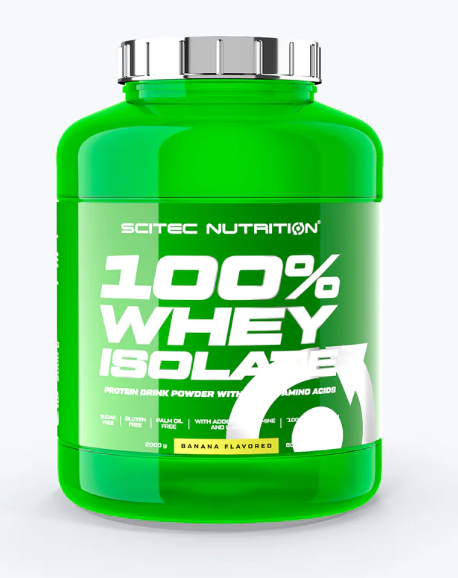 SCITEC NUTRITION®
100%
WHEY
ISOLATE
PROTEIN DRINK POWDER WITH AMINO ACIDS
SUGAR FREE GLUTEN FREE PALM OIL FREE WITH AND
2000 g BANANA FLAVORED